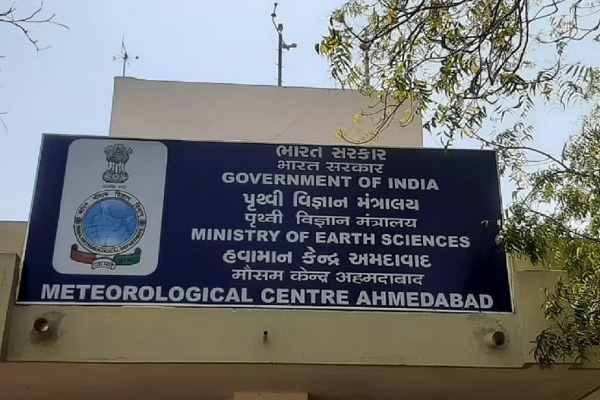 ભારત સરકાર
भारत सरकार
GOVERNMENT OF INDIA
પૃથ્વી વિજ્ઞાન મંત્રાલય
पृथ्वी विज्ञान मंत्रालय
MINISTRY OF EARTH SCIENCES
હવામાન કેન્દ્ર અમદાવાદ
मौसम केन्द्र अहमदाबाद
METEOROLOGICAL CENTRE AHMEDABAD